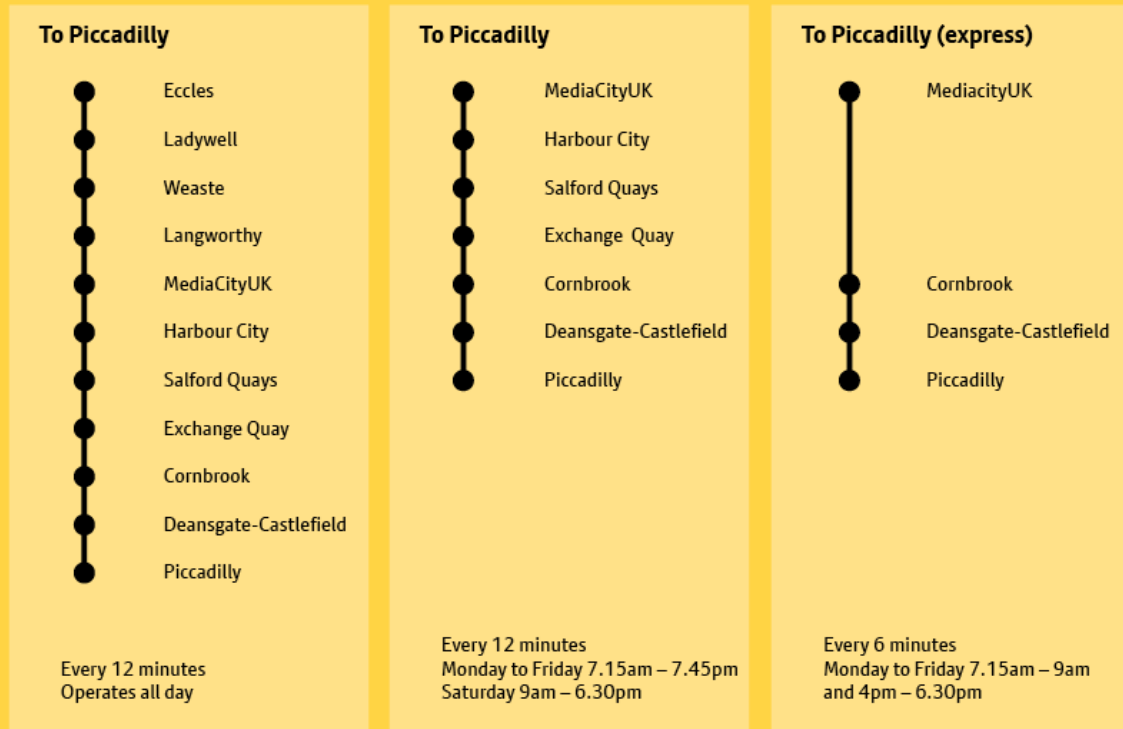 To Piccadilly
Eccles
Ladywell
Weaste
Langworthy
MediaCityUK
Harbour City
Salford Quays
Exchange Quay
Cornbrook
Deansgate-Castlefield
Piccadilly
Every 12 minutes
Operates all day
To Piccadilly
MediaCityUK
Harbour City
Salford Quays
Exchange Quay
Cornbrook
Deansgate-Castlefield
Piccadilly
Every 12 minutes
Monday to Friday 7.15am – 7.45pm
Saturday 9am – 6.30pm
To Piccadilly (express)
MediacityUK
Cornbrook
Deansgate-Castlefield
Piccadilly
Every 6 minutes
Monday to Friday 7.15am – 9am
and 4pm – 6.30pm